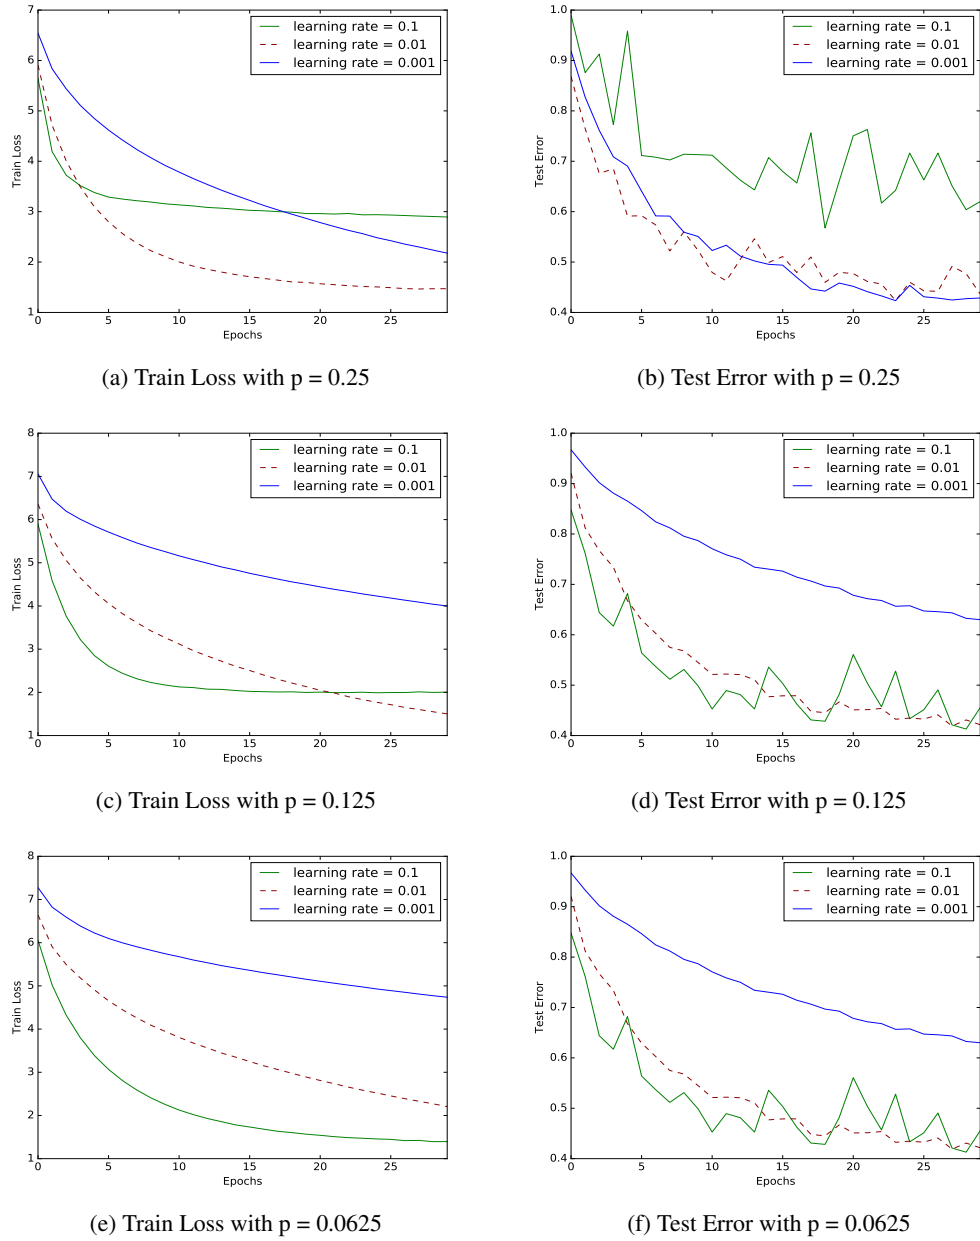 7
6
5
4
3
2
1
0
5
10
15
20
25
Train Loss
Epochs
learning rate = 0.1
learning rate = 0.01
learning rate = 0.001
(a) Train Loss with p = 0.25
1.0
0.9
0.8
0.7
0.6
0.5
0.4
0
5
10
15
20
25
Test Error
Epochs
learning rate = 0.1
learning rate = 0.01
learning rate = 0.001
(b) Test Error with p = 0.25
8
7
6
5
4
3
2
1
0
5
10
15
20
25
Train Loss
Epochs
learning rate = 0.1
learning rate = 0.01
learning rate = 0.001
(c) Train Loss with p = 0.125
1.0
0.9
0.8
0.7
0.6
0.5
0.4
0
5
10
15
20
25
Test Error
Epochs
learning rate = 0.1
learning rate = 0.01
learning rate = 0.001
(d) Test Error with p = 0.125
8
7
6
5
4
3
2
1
0
5
10
15
20
25
Train Loss
Epochs
learning rate = 0.1
learning rate = 0.01
learning rate = 0.001
(e) Train Loss with p = 0.0625
1.0
0.9
0.8
0.7
0.6
0.5
0.4
0
5
10
15
20
25
Test Error
Epochs
learning rate = 0.1
learning rate = 0.01
learning rate = 0.001
(f) Test Error with p = 0.0625